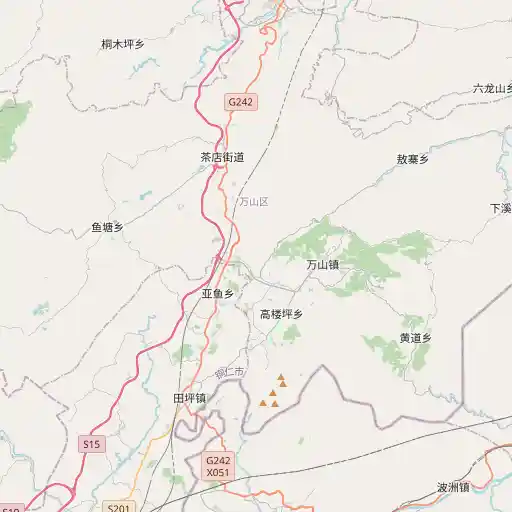 桐木坪乡
六龙山乡
G242
茶店街道
敖寨乡
万山区
下溪
鱼塘乡
万山镇
亚鱼乡
高楼坪乡
黄道乡
铜仁市
田坪镇
S15
G242
X051
波洲镇
S201
S10